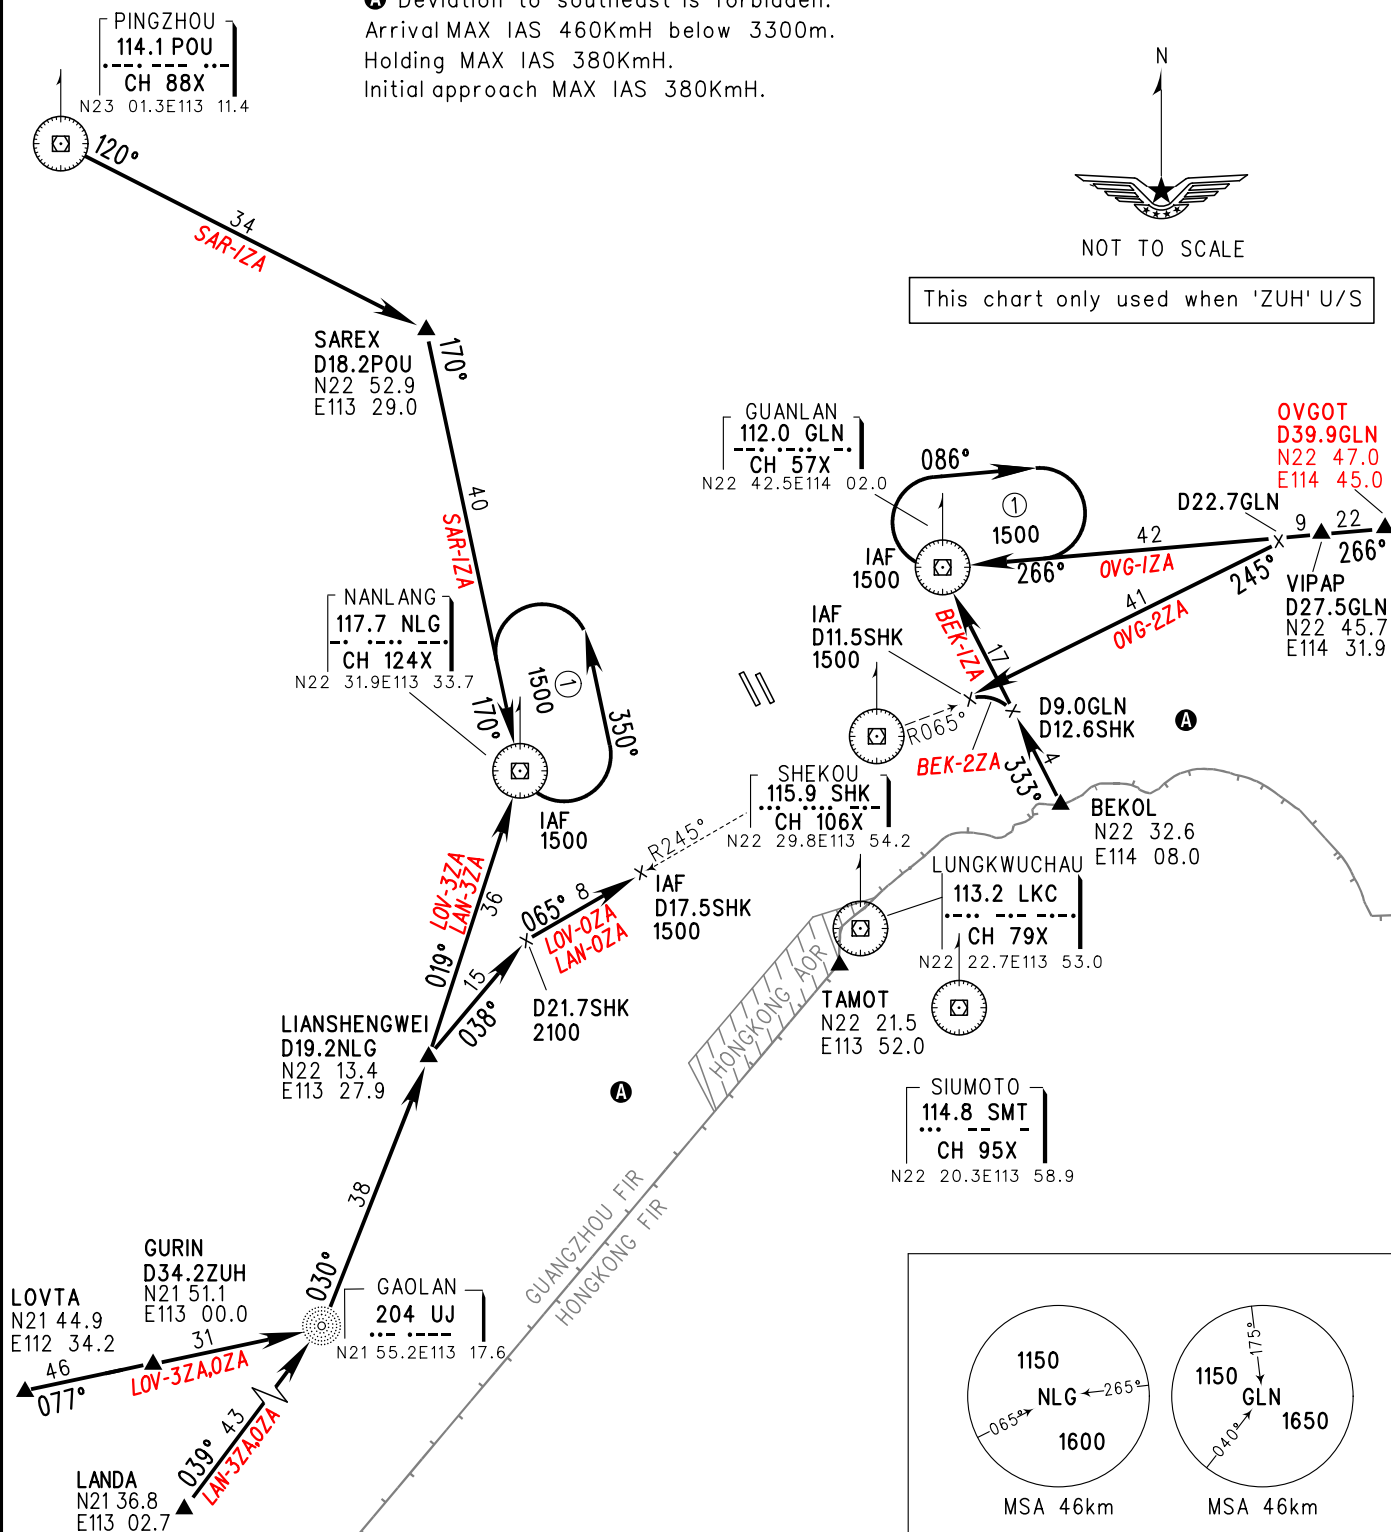 Ⓐ Deviation to southeast is forbidden.
Arrival MAX IAS 460KmH below 3300m.
Holding MAX IAS 380KmH.
Initial approach MAX IAS 380KmH.
PINGZHOU
114.1 POU
CH 88X
N23 01.3E113 11.4
N
NOT TO SCALE
This chart only used when 'ZUH' U/S
120°
34
SAR-1ZA
SAREX
D18.2POU
N22 52.9
E113 29.0
170°
40
SAR-1ZA
NANLANG
117.7 NLG
CH 124X
N22 31.9E113 33.7
170°
1500
1
350°
IAF
1500
GUANLAN
112.0 GLN
CH 57X
N22 42.5E114 02.0
086°
1
1500
IAF
1500
266°
42
OVG-1ZA
D22.7GLN
9
22
266°
OVGOT
D39.9GLN
N22 47.0
E114 45.0
VIPAP
D27.5GLN
N22 45.7
E114 31.9
245°
41
OVG-2ZA
IAF
D11.5SHK
1500
BEK-1ZA
17
R065°
BEK-2ZA
D9.0GLN
D12.6SHK
A
4
333°
BEKOL
N22 32.6
E114 08.0
SHEKOU
115.9 SHK
CH 106X
N22 29.8E113 54.2
R245°
IAF
D17.5SHK
1500
LUNGKWUCHAU
113.2 LKC
CH 79X
N22 22.7E113 53.0
LOV-3ZA
LAN-3ZA
36
019°
065°
8
LOV-0ZA
LAN-0ZA
15
038°
D21.7SHK
2100
LIANSHENGWEI
D19.2NLG
N22 13.4
E113 27.9
HONGKONG AOR
TAMOT
N22 21.5
E113 52.0
A
SIUMOTO
114.8 SMT
CH 95X
N22 20.3E113 58.9
38
030°
GUANGZHOU FIR
HONGKONG FIR
GURIN
D34.2ZUH
N21 51.1
E113 00.0
GAOLAN
204 UJ
N21 55.2E113 17.6
LOVTA
N21 44.9
E112 34.2
46
077°
31
LOV-3ZA,0ZA
039°
43
LAN-3ZA,0ZA
LANDA
N21 36.8
E113 02.7
1150
NLG
265°
065°
1600
MSA 46km
175°
1150
GLN
1650
040°
MSA 46km